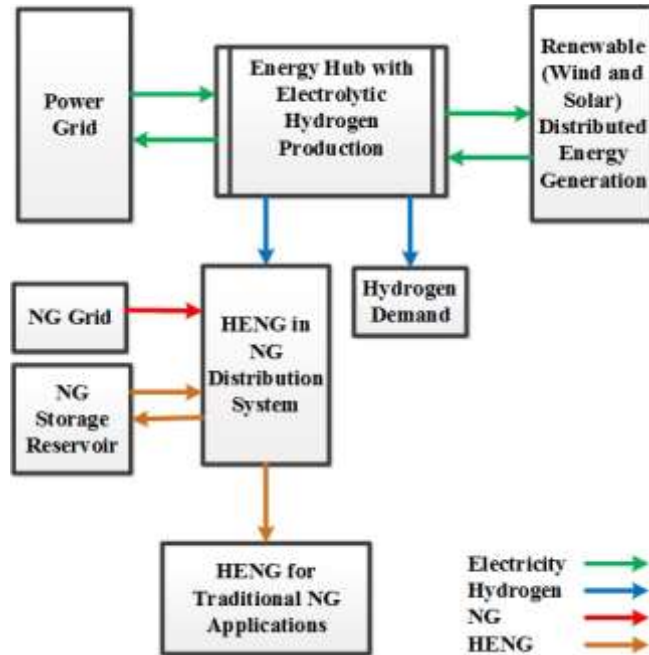 Power
Grid
Energy Hub with
Electrolytic
Hydrogen
Production
Renewable
(Wind and
Solar)
Distributed
Energy
Generation
NG Grid
HENG in
NG
Distribution
System
Hydrogen
Demand
NG
Storage
Reservoir
HENG for
Traditional NG
Applications
Electricity
Hydrogen
NG
HENG